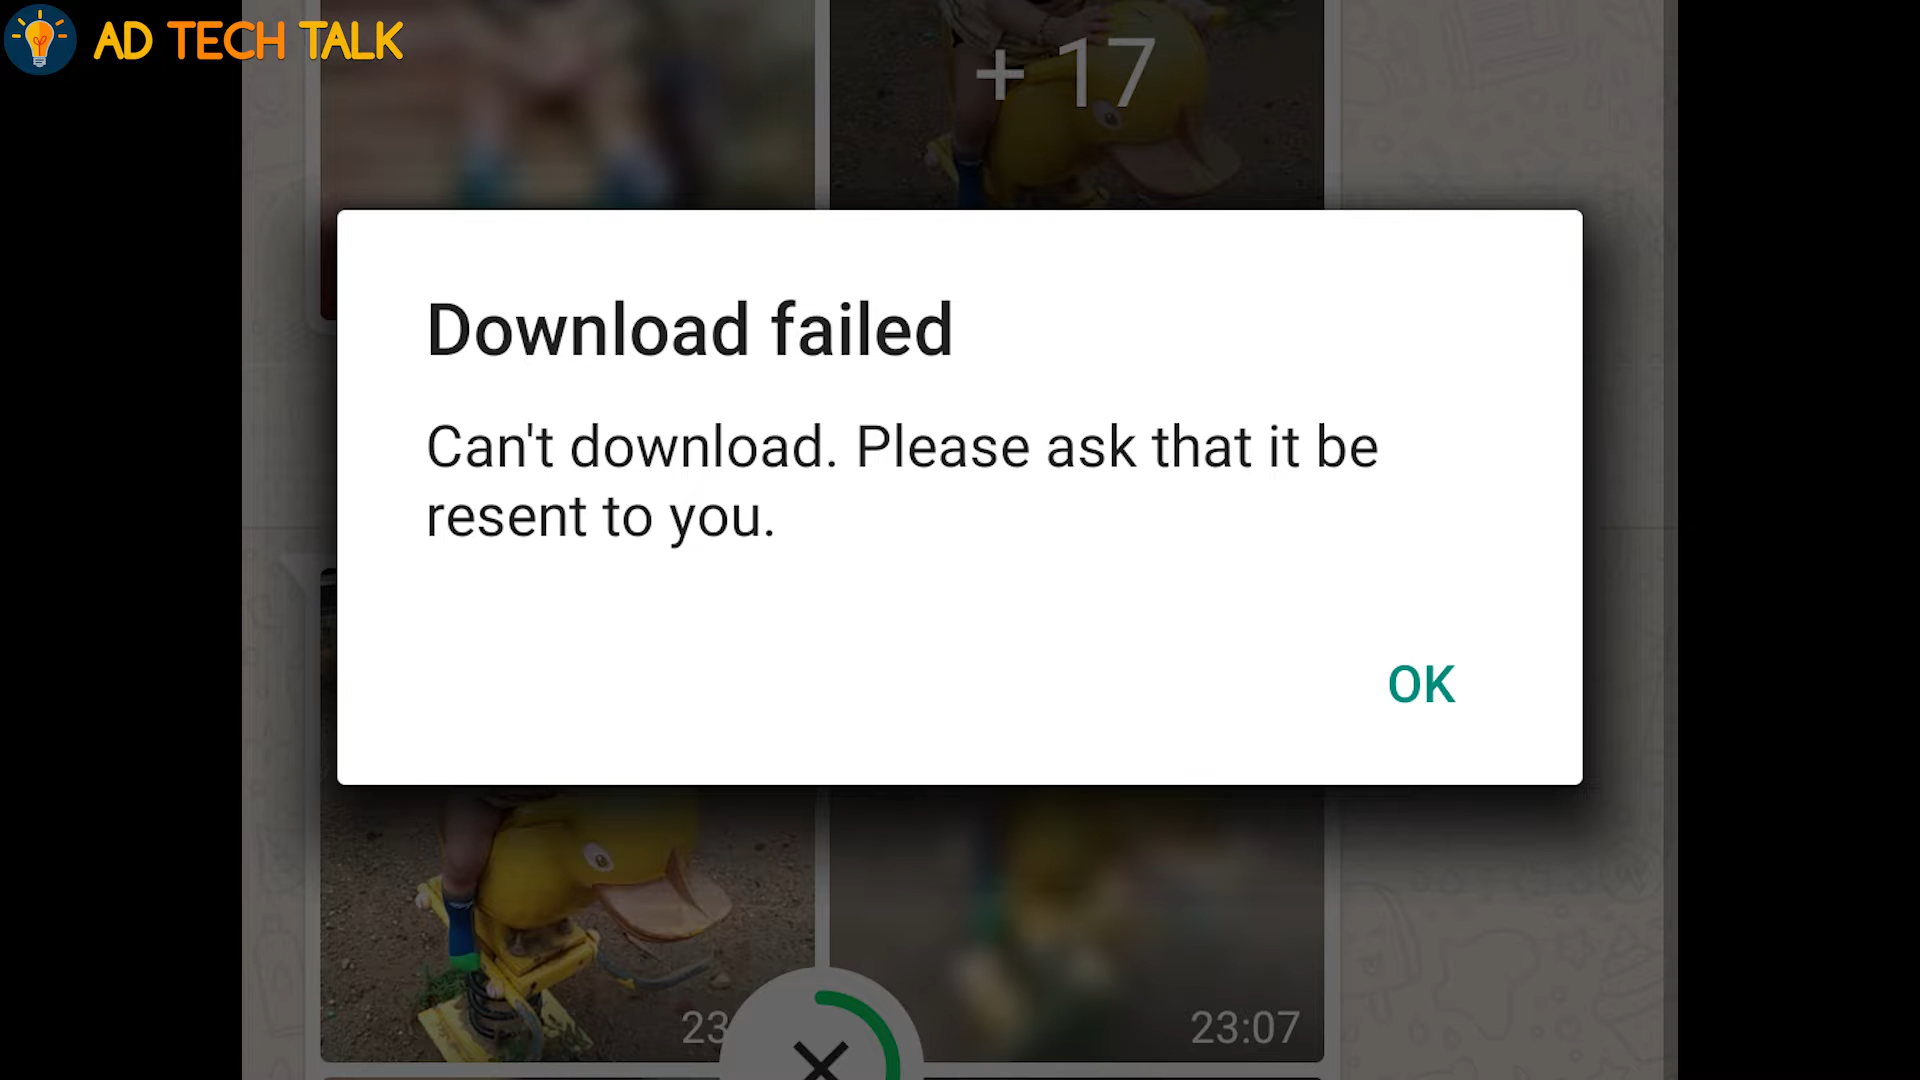 AD TECH TALK
+ 17
Download failed
Can't download. Please ask that it be
resent to you.
OK
23
23:07